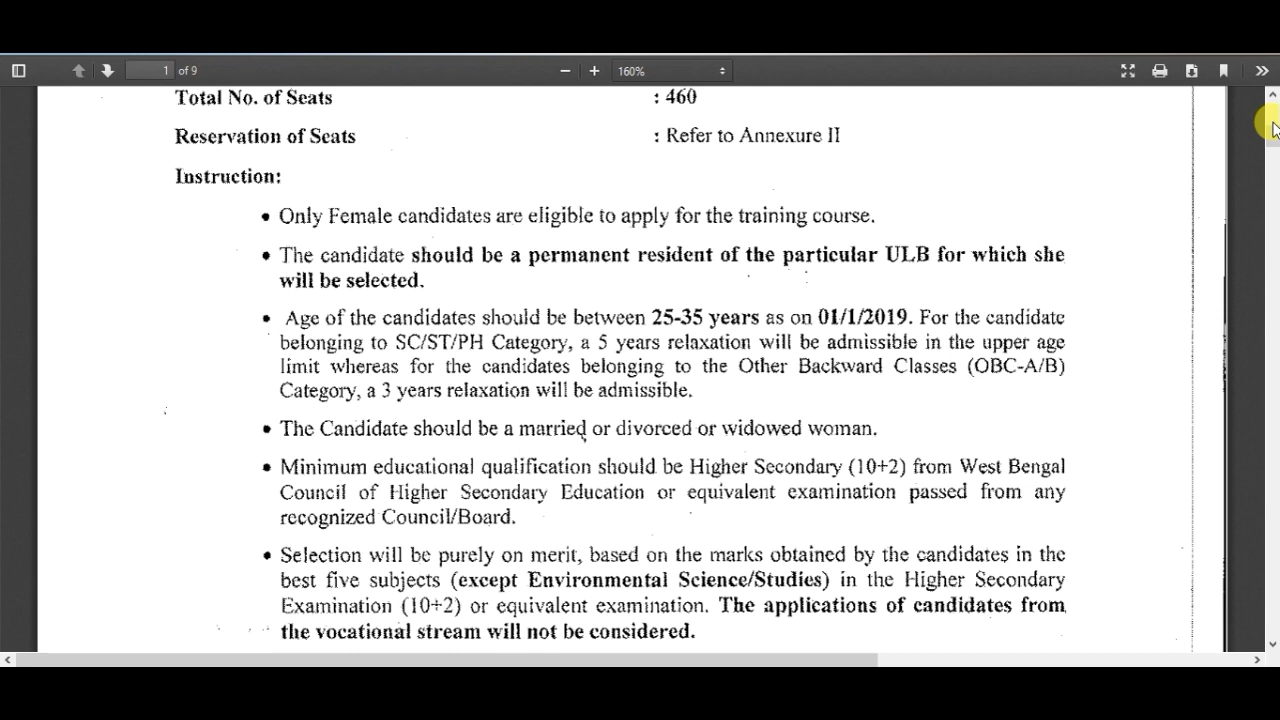 1 of 9
160%
Total No. of Seats : 460
Reservation of Seats : Refer to Annexure II
Instruction:
• Only Female candidates are eligible to apply for the training course.
• The candidate should be a permanent resident of the particular ULB for which she
will be selected.
• Age of the candidates should be between 25-35 years as on 01/1/2019. For the candidate
belonging to SC/ST/PH Category, a 5 years relaxation will be admissible in the upper age
limit whereas for the candidates belonging to the Other Backward Classes (OBC-A/B)
Category, a 3 years relaxation will be admissible.
• The Candidate should be a married or divorced or widowed woman.
• Minimum educational qualification should be Higher Secondary (10+2) from West Bengal
Council of Higher Secondary Education or equivalent examination passed from any
recognized Council/Board.
• Selection will be purely on merit, based on the marks obtained by the candidates in the
best five subjects (except Environmental Science/Studies) in the Higher Secondary
Examination (10+2) or equivalent examination. The applications of candidates from
the vocational stream will not be considered.